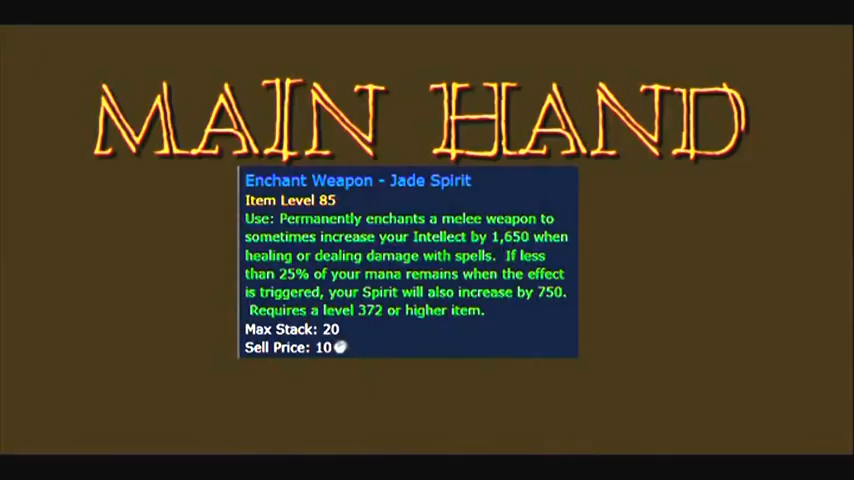 MAIN HAND
Enchant Weapon - Jade Spirit
Item Level 85
Use: Permanently enchants a melee weapon to
sometimes increase your Intellect by 1,650 when
healing or dealing damage with spells. If less
than 25% of your mana remains when the effect
is triggered, your Spirit will also increase by 750.
Requires a level 372 or higher item.
Max Stack: 20
Sell Price: 10